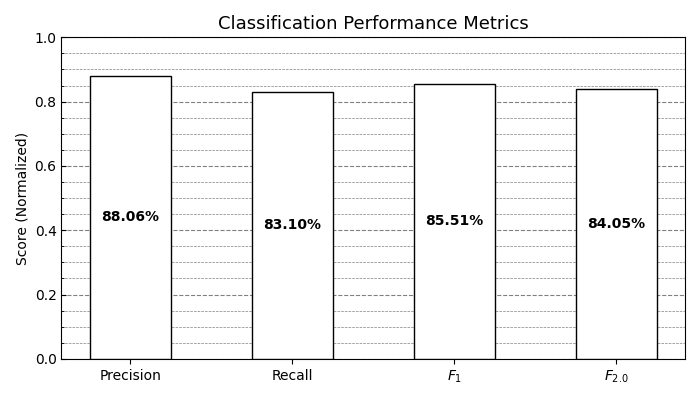 Classification Performance Metrics
Score (Normalized)
1.0
0.8
0.6
0.4
0.2
0.0
88.06%
83.10%
85.51%
84.05%
Precision
Recall
F₁
F₂.₀